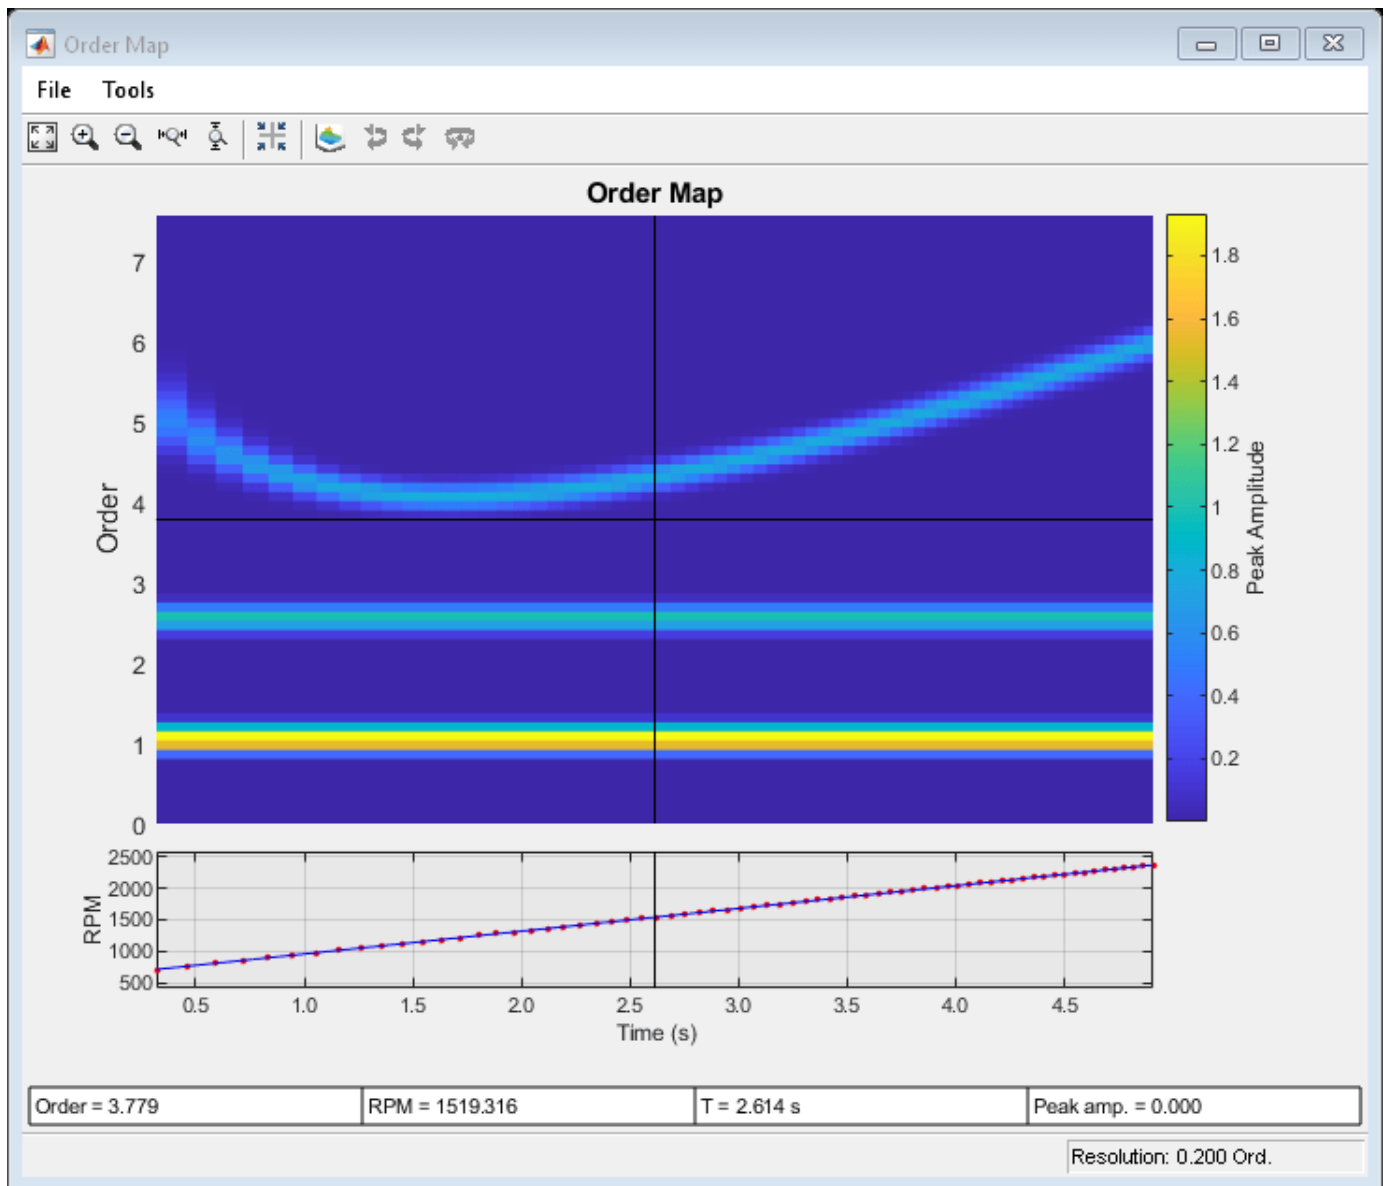 Order Map
File Tools
Order Map
7
6
5
4
3
2
1
0
Order
1.8
1.6
1.4
1.2
1
0.8
0.6
0.4
0.2
Peak Amplitude
2500
2000
1500
1000
500
RPM
0.5 1.0 1.5 2.0 2.5 3.0 3.5 4.0 4.5
Time (s)
Order = 3.779 RPM = 1519.316 T = 2.614 s Peak amp. = 0.000
Resolution: 0.200 Ord.